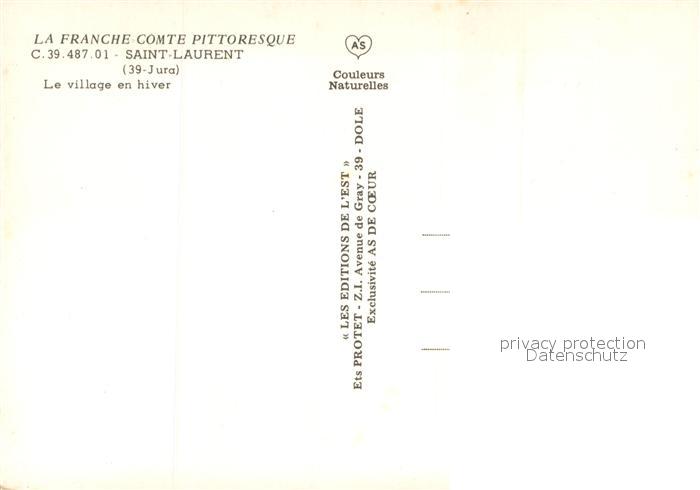 LA FRANCHE-COMTE PITTORESQUE
C.39.487.01 - SAINT-LAURENT
(39-Jura)
Le village en hiver
AS
Couleurs
Naturelles
« LES EDITIONS DE L'EST »
Ets PROTET - Z.I. Avenue de Gray - 39 - DOLE
Exclusivité AS DE CŒUR
privacy protection
Datenschutz